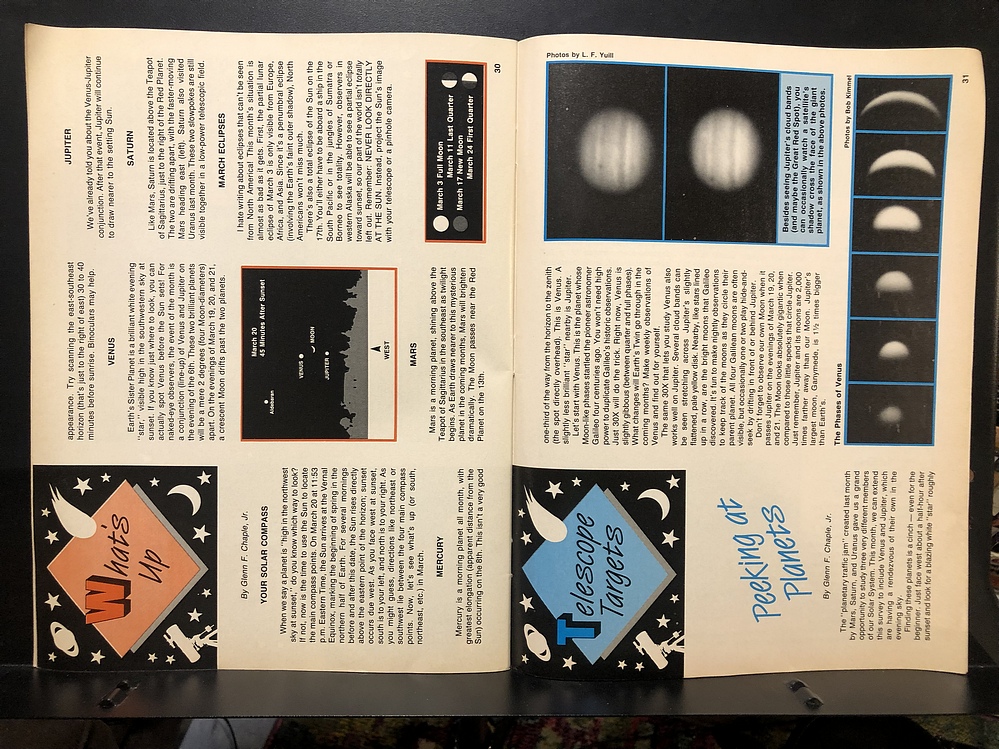 What's
Up
By Glenn F. Chaple, Jr.
YOUR SOLAR COMPASS
When we say a planet is "high in the northwest
sky at sunset," do you know which way to look?
If not, now is the time to use the Sun to locate
the main compass points. On March 20 at 11:53
p.m. Eastern Time, the Sun arrives at the Vernal
Equinox, marking the beginning of spring in the
northern half of Earth. For several mornings
before and after this date, the Sun rises directly
above the eastern point of the horizon; sunset
occurs due west. As you face west at sunset,
south is to your left, and north is to your right. As
you might guess, directions like northeast or
southwest lie between the four main compass
points. Now, let's see what's up (or south,
northeast, etc.) in March.
MERCURY
Mercury is a morning planet all month, with
greatest elongation (apparent distance from the
Sun) occurring on the 8th. This isn't a very good
appearance. Try scanning the east-southeast
horizon (that's just to the right of east) 30 to 40
minutes before sunrise. Binoculars may help.
VENUS
Earth's Sister Planet is a brilliant white evening
"star," visible high in the southwestern sky at
sunset. If you know just where to look, you can
actually spot Venus before the Sun sets! For
naked-eye observers, the event of the month is
a conjunction (line-up) of Venus and Jupiter on
the evening of the 6th. These two brilliant planets
will be a mere 2 degrees (four Moon-diameters)
apart. On the evenings of March 19, 20, and 21,
a crescent Moon drifts past the two planets.
March 20
45 Minutes After Sunset
Aldebaran
VENUS
MOON
JUPITER
WEST
MARS
Mars is a morning planet, shining above the
Teapot of Sagittarius in the southeast as twilight
begins. As Earth draws nearer to this mysterious
planet in the coming months, Mars will brighten
dramatically. The Moon passes near the Red
Planet on the 13th.
JUPITER
We've already told you about the Venus-Jupiter
conjunction. After that event, Jupiter will continue
to draw nearer to the setting Sun.
SATURN
Like Mars, Saturn is located above the Teapot
of Sagittarius, just to the right of the Red Planet.
The two are drifting apart, with the faster-moving
Mars heading east (left). Saturn also visited
Uranus last month. These two slowpokes are still
visible together in a low-power telescopic field.
MARCH ECLIPSES
I hate writing about eclipses that can't be seen
from North America! This month's situation is
almost as bad as it gets. First, the partial lunar
eclipse of March 3 is only visible from Europe,
Africa, and Asia. Since it's a penumbral eclipse
(involving the Earth's faint outer shadow), North
Americans won't miss much.
There's also a total eclipse of the Sun on the
17th. You'll either have to be aboard a ship in the
South Pacific or in the jungles of Sumatra or
Borneo to see totality. However, observers in
western Alaska will be able to see a partial eclipse
toward sunset, so our part of the world isn't totally
left out. Remember: NEVER LOOK DIRECTLY
AT THE SUN. Instead, project the Sun's image
with your telescope or a pinhole camera.
March 3 Full Moon
March 11 Last Quarter
March 17 New Moon
March 24 First Quarter
30
Telescope
Targets
Peeking at
Planets
By Glenn F. Chaple, Jr.
The "planetary traffic jam" created last month
by Mars, Saturn, and Uranus gave us a grand
opportunity to study three very different members
of our Solar System. This month, we can extend
this survey to include Venus and Jupiter, which
are having a rendezvous of their own in the
evening sky.
Finding these planets is a cinch — even for the
beginner. Just face west about a half-hour after
sunset and look for a blazing white "star" roughly
one-third of the way from the horizon to the zenith
(the spot directly overhead). This is Venus. A
slightly less brilliant "star" nearby is Jupiter.
Let's start with Venus. This is the planet whose
Moon-like phases startled the pioneer astronomer
Galileo four centuries ago. You won't need high
power to duplicate Galileo's historic observations.
Just 30X will do the trick. Right now, Venus is
slightly gibbous (between quarter and full phases).
What changes will Earth's Twin go through in the
coming months? Make your own observations of
Venus and find out for yourself.
The same 30X that lets you study Venus also
works well on Jupiter. Several cloud bands can
be seen stretching across Jupiter's slightly
flattened, pale yellow disk. Nearby, like stars lined
up in a row, are the bright moons that Galileo
discovered. It's fun to make nightly observations
to keep track of the moons as they circle their
parent planet. All four Galilean moons are often
visible, but occasionally one or two play hide-and-
seek by drifting in front of or behind Jupiter.
Don't forget to observe our own Moon when it
passes Jupiter on the evenings of March 19, 20,
and 21. The Moon looks absolutely gigantic when
compared to those little specks that circle Jupiter.
Just remember - Jupiter and its moons are 2,000
times farther away than our Moon. Jupiter's
largest moon, Ganymede, is 1½ times bigger
than Earth's.
Photos by L. F. Yuill
Besides seeing Jupiter's cloud bands
(and maybe the Great Red Spot), you
can occasionally watch a satellite's
shadow cross the face of the giant
planet, as shown in the above photos.
The Phases of Venus
Photos by Bob Kimmel
31